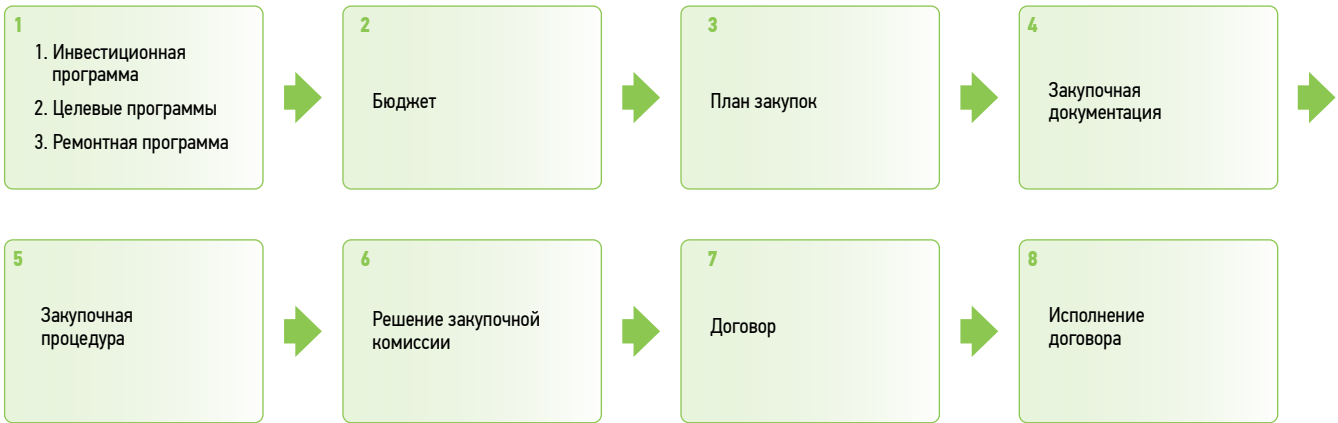 1
1. Инвестиционная
программа
2. Целевые программы
3. Ремонтная программа
2
Бюджет
3
План закупок
4
Закупочная
документация
5
Закупочная
процедура
6
Решение закупочной
комиссии
7
Договор
8
Исполнение
договора